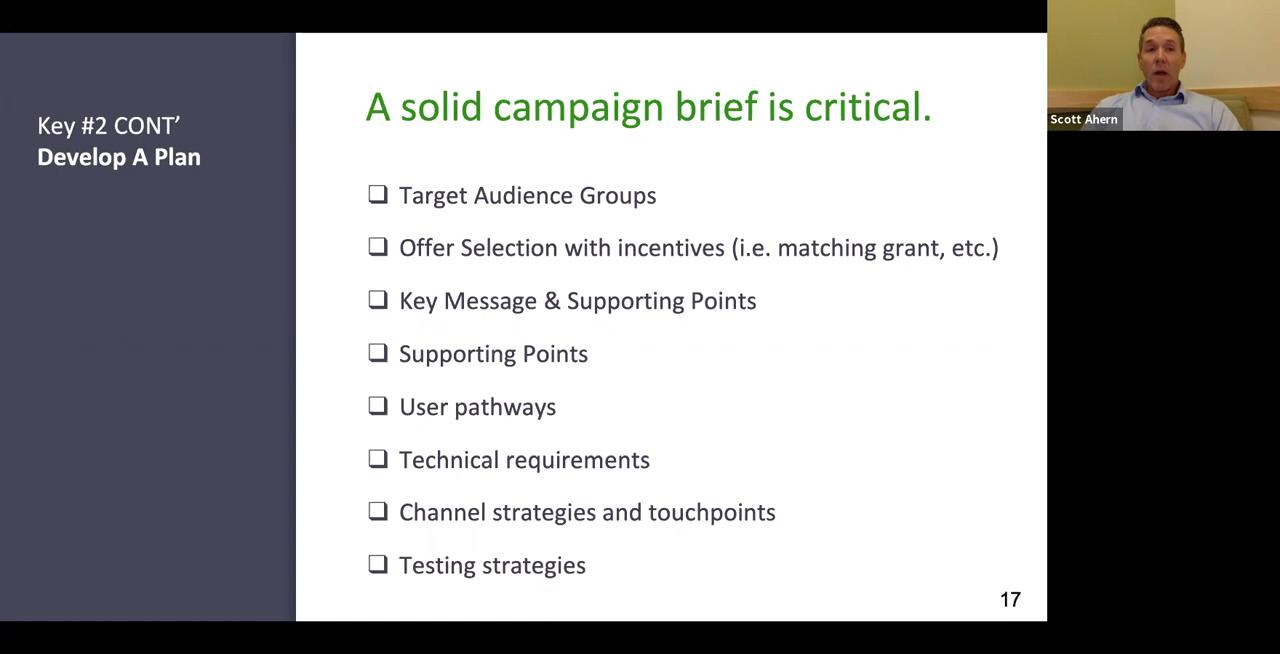 Key #2 CONT’
Develop A Plan
A solid campaign brief is critical.
❑ Target Audience Groups
❑ Offer Selection with incentives (i.e. matching grant, etc.)
❑ Key Message & Supporting Points
❑ Supporting Points
❑ User pathways
❑ Technical requirements
❑ Channel strategies and touchpoints
❑ Testing strategies
17
Scott Ahern